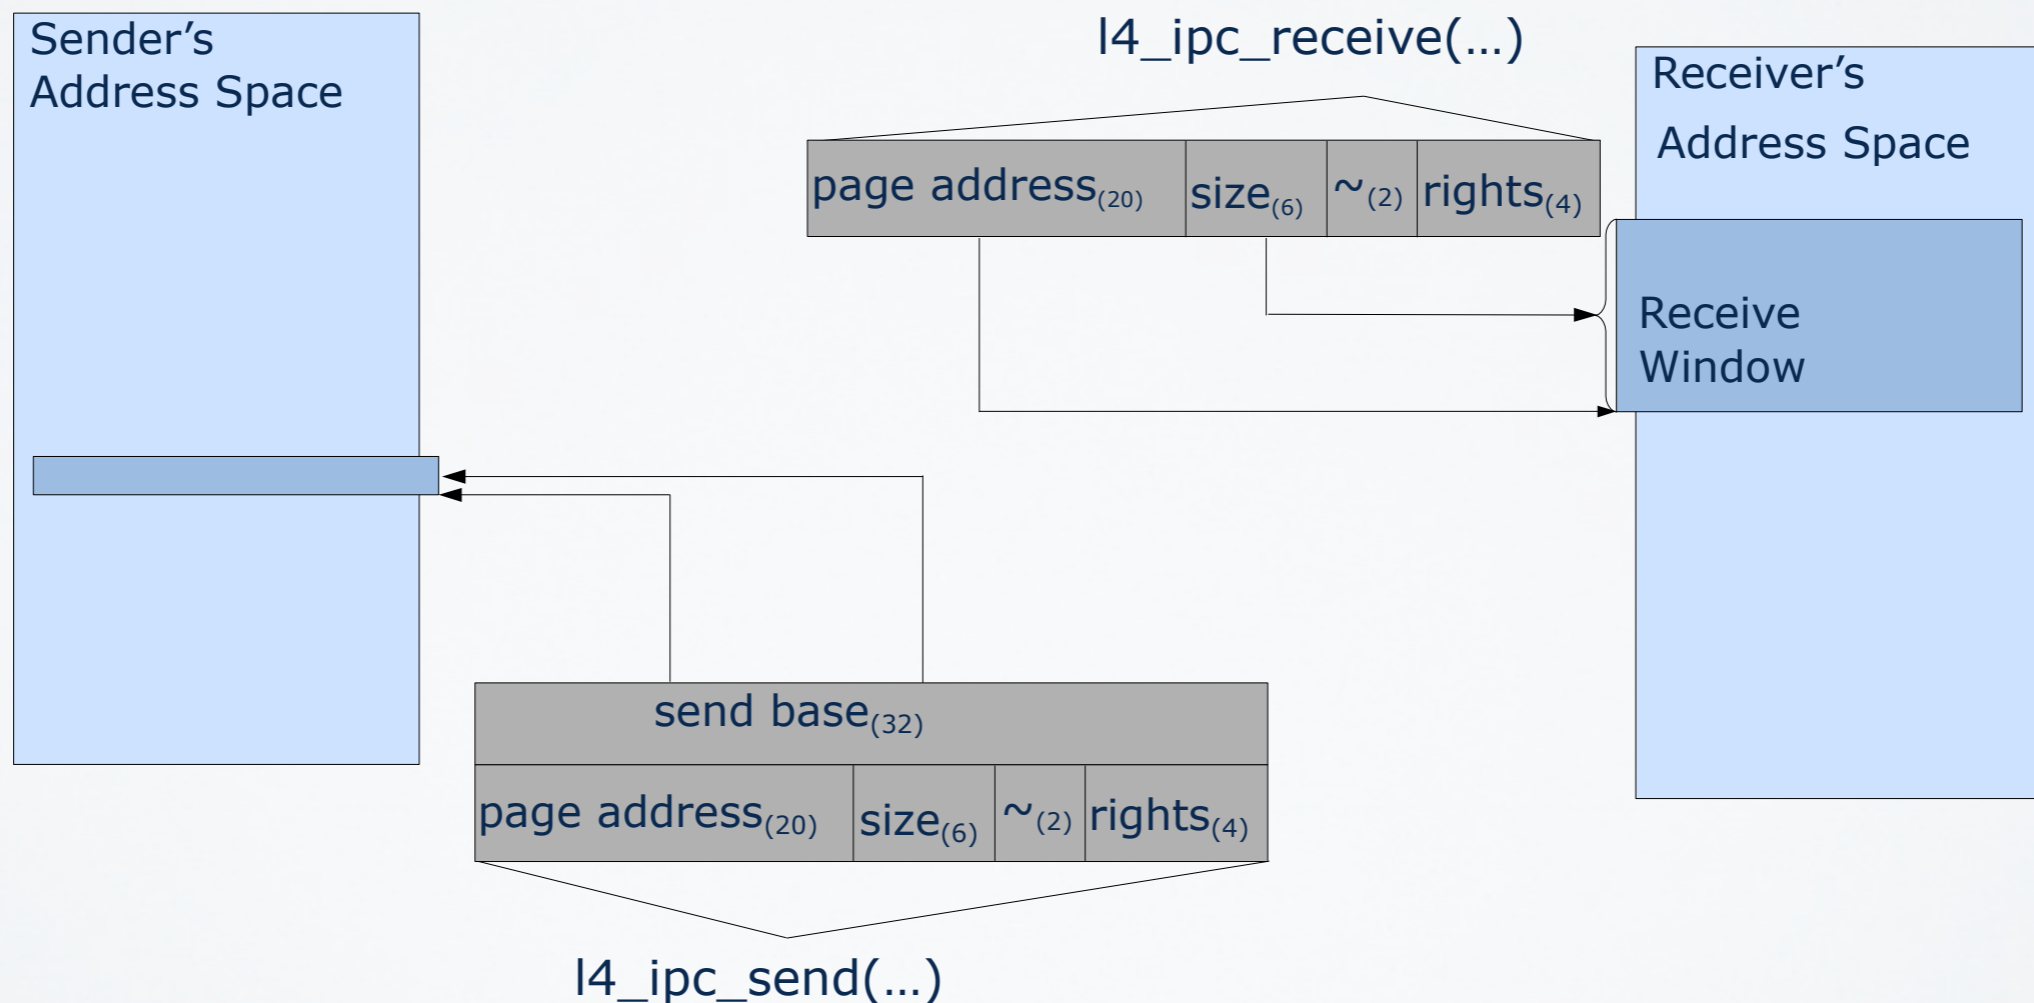 Sender’s
Address Space
l4_ipc_receive(…)
page address(20) size(6) ~(2) rights(4)
Receiver’s
Address Space
Receive
Window
send base(32)
page address(20) size(6) ~(2) rights(4)
l4_ipc_send(…)